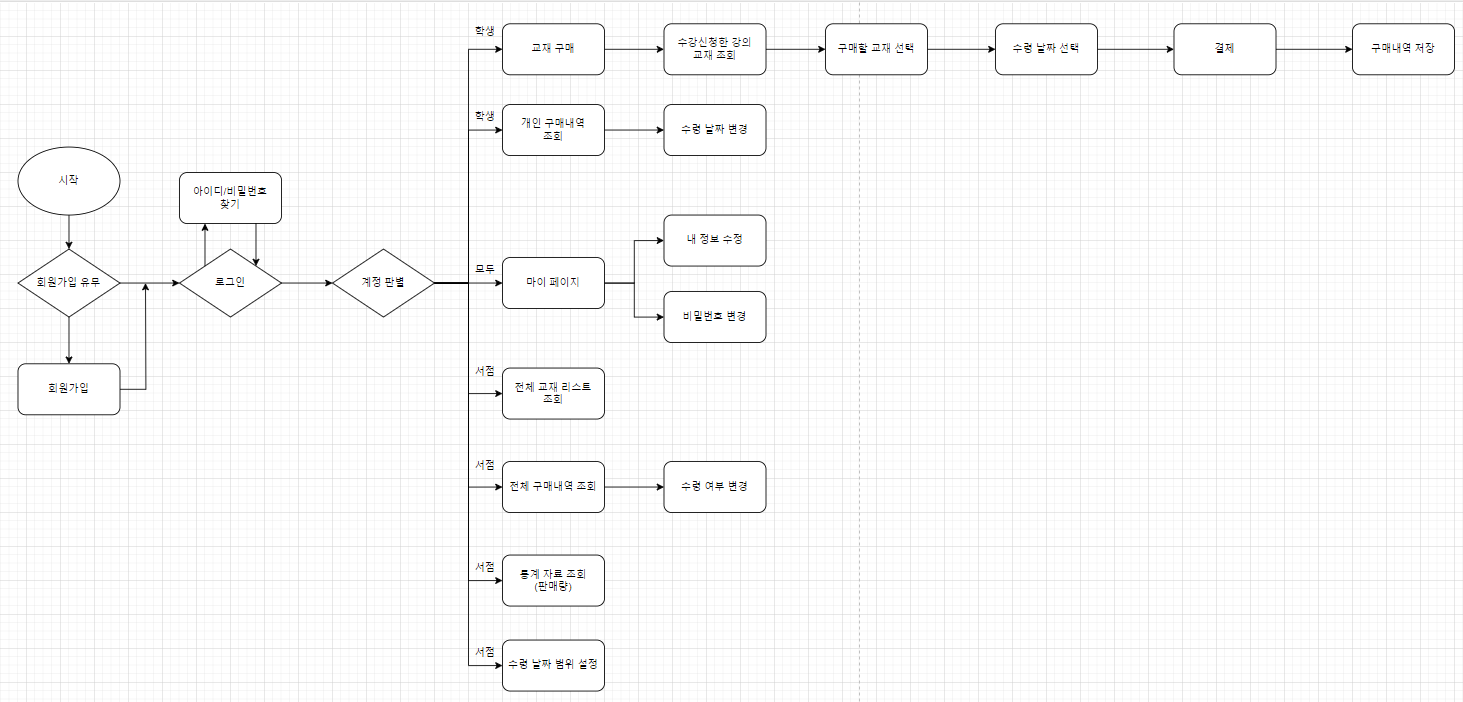 학생
교재 구매
수강신청한 강의
교재 조회
구매할 교재 선택
수령 날짜 선택
결제
구매내역 저장
학생
개인 구매내역
조회
수령 날짜 변경
시작
아이디/비밀번호
찾기
회원가입 유무
로그인
계정 판별
모두
마이 페이지
내 정보 수정
비밀번호 변경
회원가입
서점
전체 교재 리스트
조회
서점
전체 구매내역 조회
수령 여부 변경
서점
통계 자료 조회
(판매량)
서점
수령 날짜 범위 설정